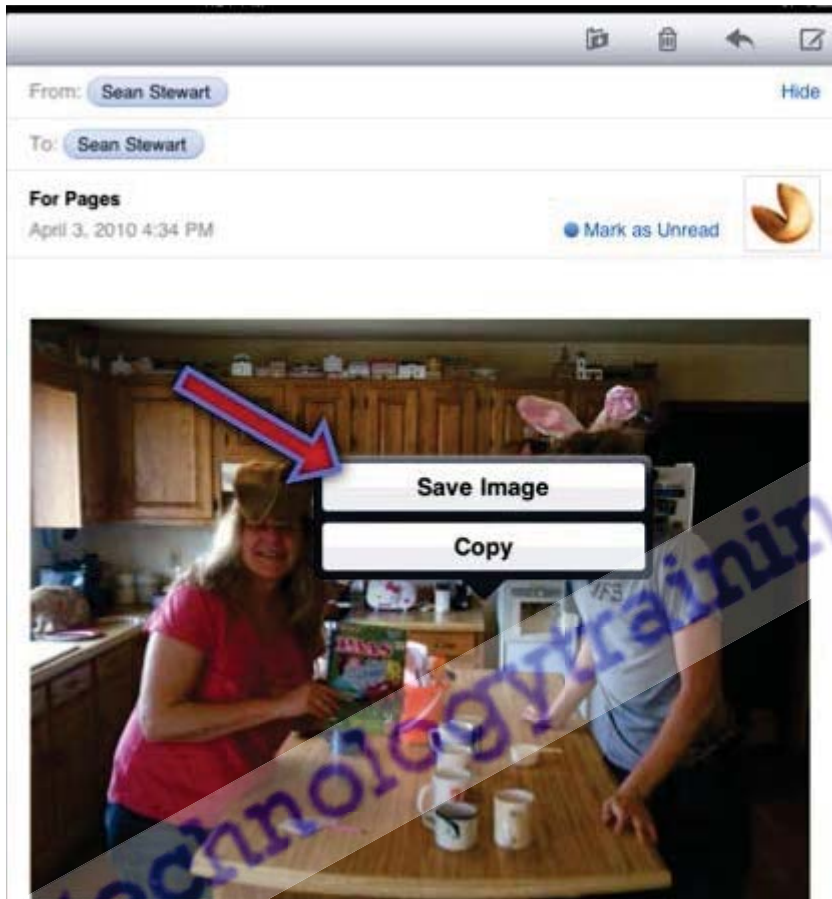 From: Sean Stewart
Hide
To: Sean Stewart
For Pages
April 3, 2010 4:34 PM
Mark as Unread
Save Image
Copy
PAAS